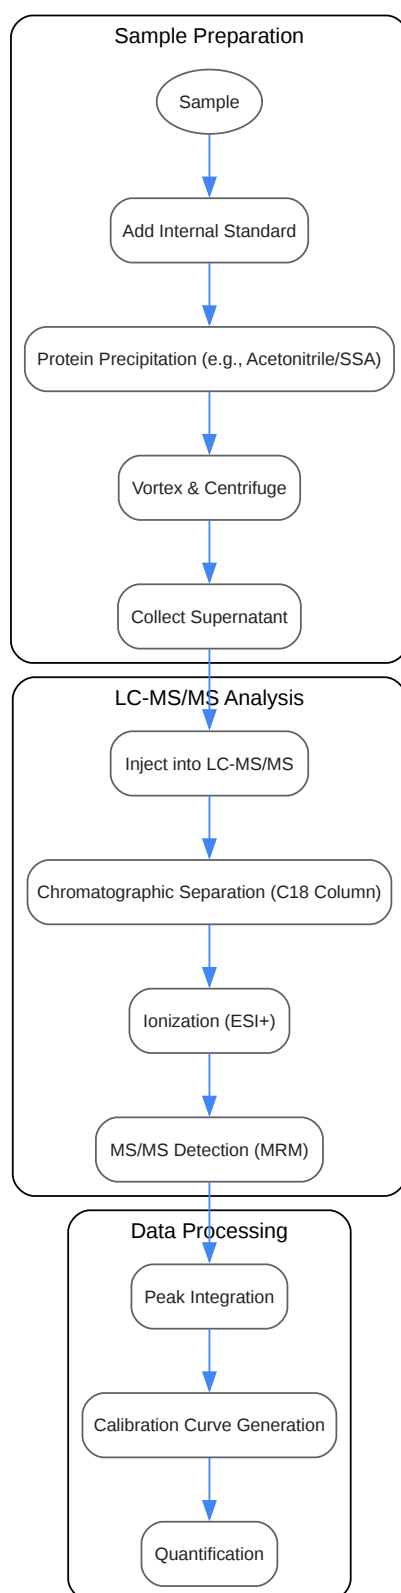 Sample Preparation
Sample
Add Internal Standard
Protein Precipitation (e.g., Acetonitrile/SSA)
Vortex & Centrifuge
Collect Supernatant
LC-MS/MS Analysis
Inject into LC-MS/MS
Chromatographic Separation (C18 Column)
Ionization (ESI+)
MS/MS Detection (MRM)
Data Processing
Peak Integration
Calibration Curve Generation
Quantification